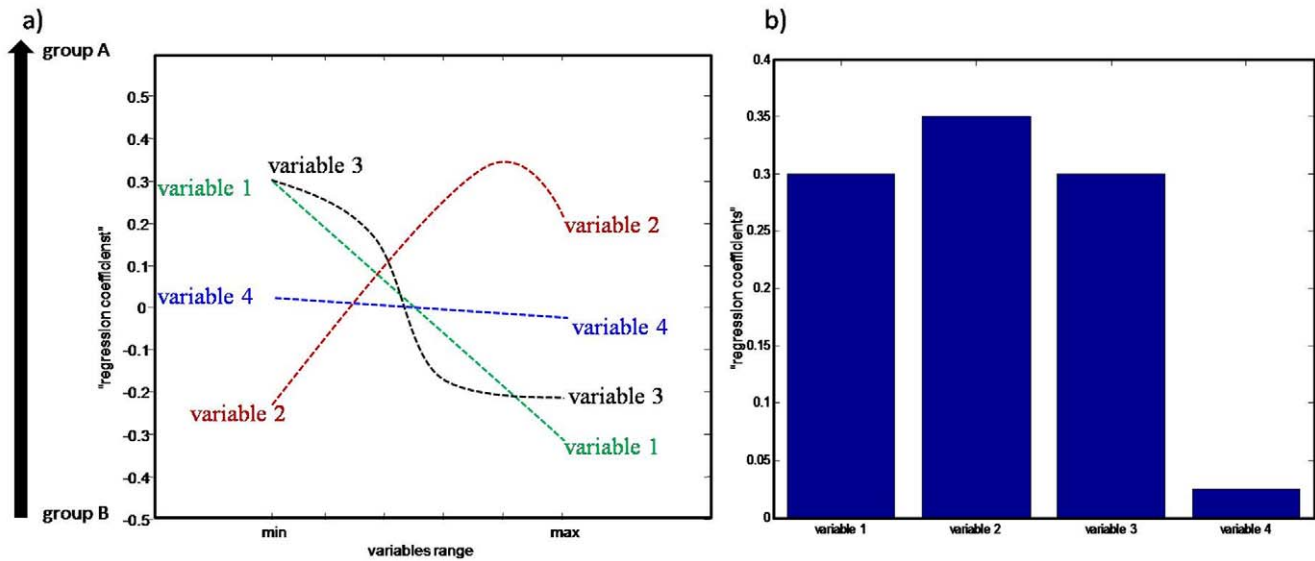 a)
group A
0.5
0.4
0.3
0.2
0.1
0
-0.1
-0.2
-0.3
-0.4
-0.5
"regression coefficienst"
variable 3
variable 1
variable 2
variable 4
variable 4
variable 2
variable 3
variable 1
group B
min
max
variables range
b)
0.4
0.35
0.3
0.25
0.2
0.15
0.1
0.05
0
"regression coefficients"
variable 1
variable 2
variable 3
variable 4